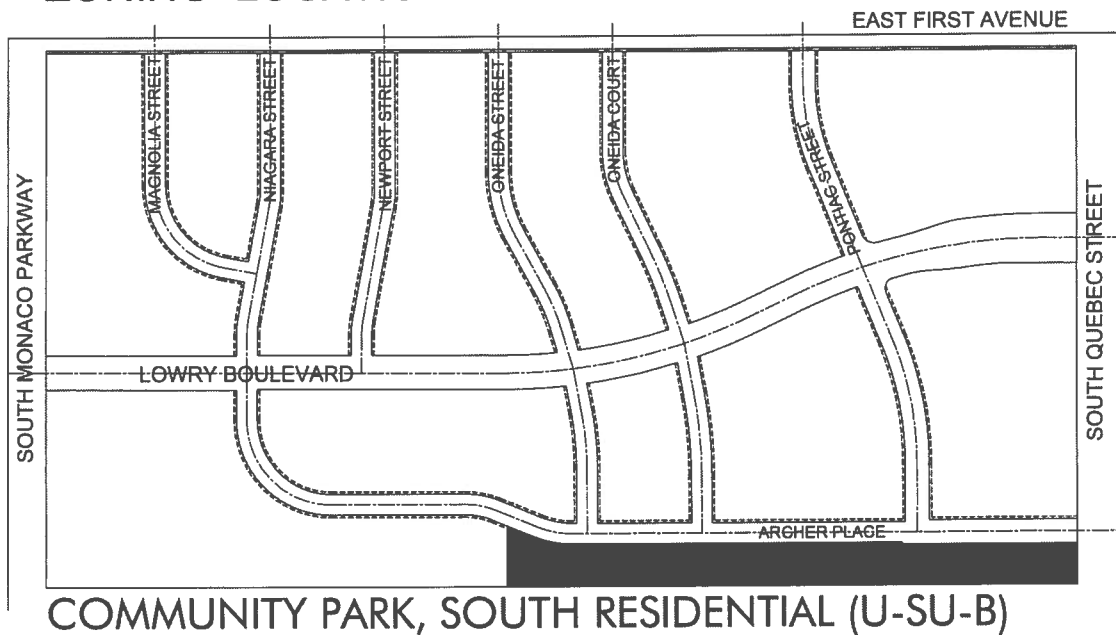 EAST FIRST AVENUE
MAGNOLIA STREET
NIAGARA STREET
NEWPORT STREET
ONEIDA STREET
ONEIDA COURT
PONTIAC STREET
SOUTH MONACO PARKWAY
SOUTH QUEBEC STREET
LOWRY BOULEVARD
ARCHER PLACE
COMMUNITY PARK, SOUTH RESIDENTIAL (U-SU-B)